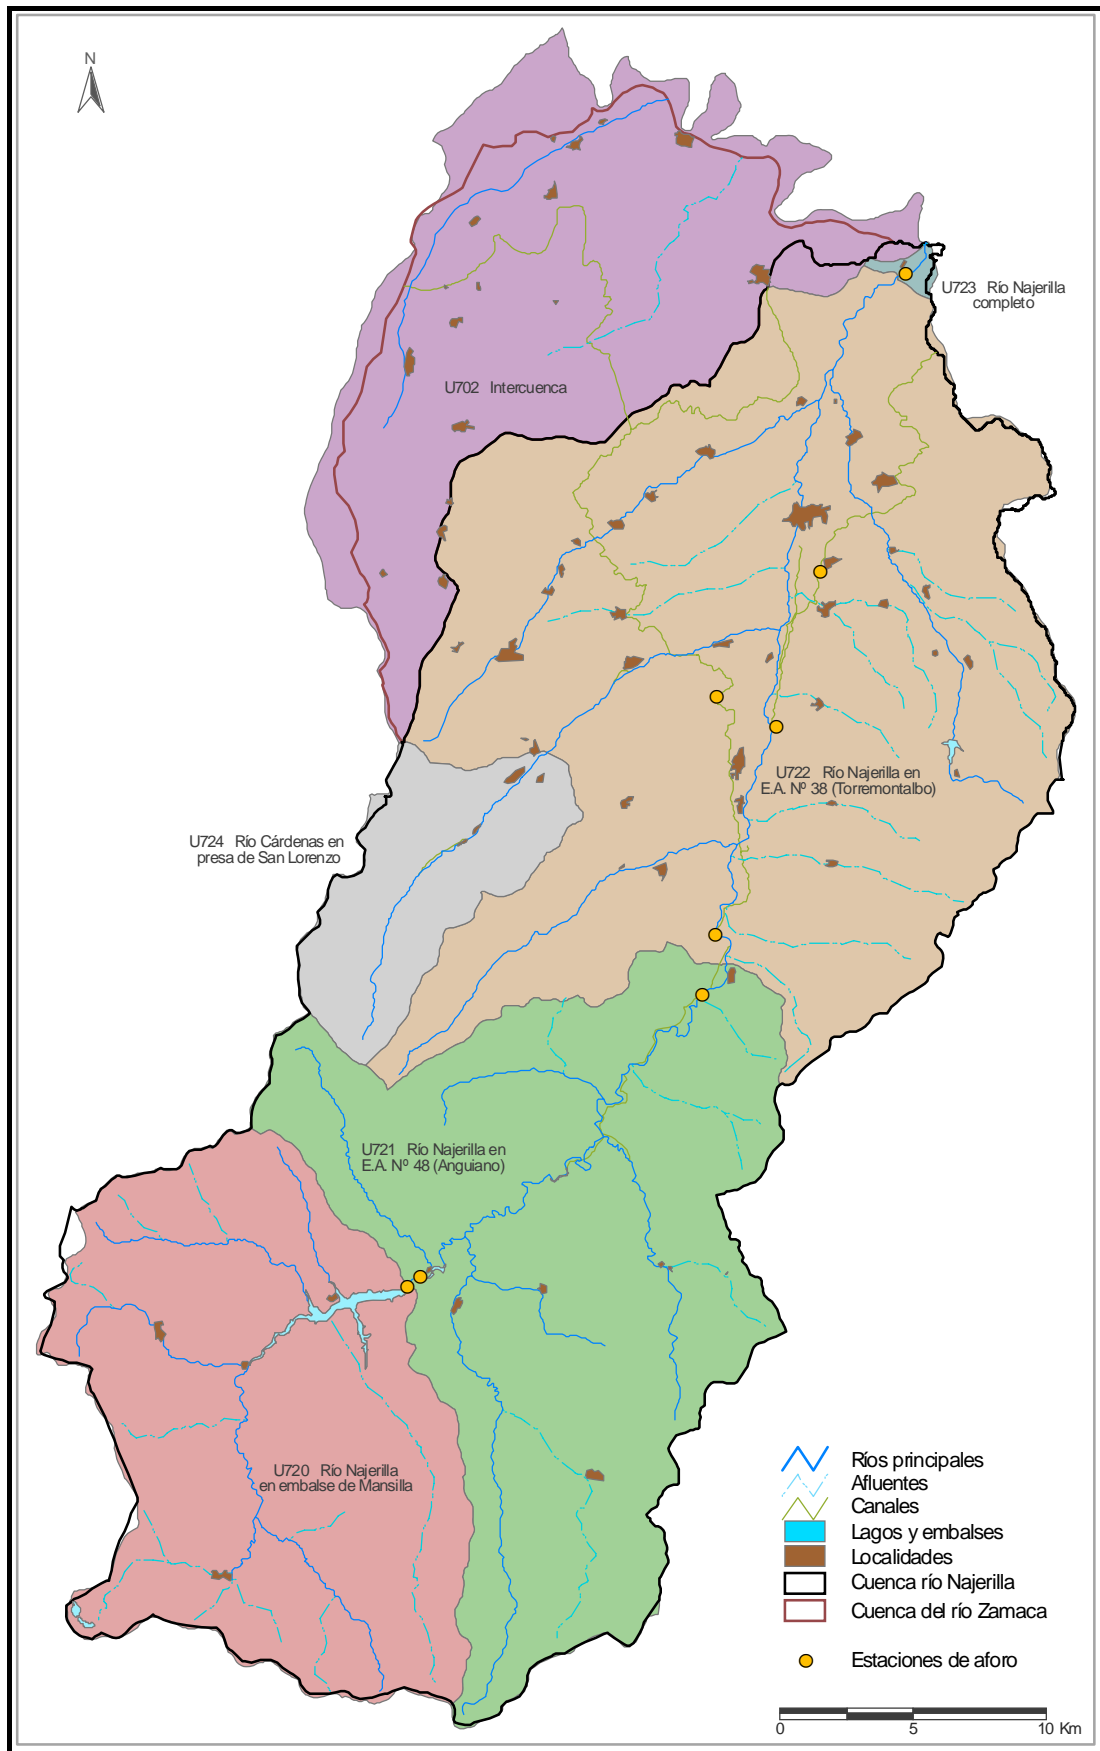 N
U723 Río Najerilla
completo
U702 Intercuenca
U722 Río Najerilla en
E.A. Nº 38 (Torremontalbo)
U724 Río Cárdenas en
presa de San Lorenzo
U721 Río Najerilla en
E.A. Nº 48 (Anguiano)
U720 Río Najerilla
en embalse de Mansilla
Ríos principales
Afluentes
Canales
Lagos y embalses
Localidades
Cuenca río Najerilla
Cuenca del río Zamaca
Estaciones de aforo
0 5 10 Km